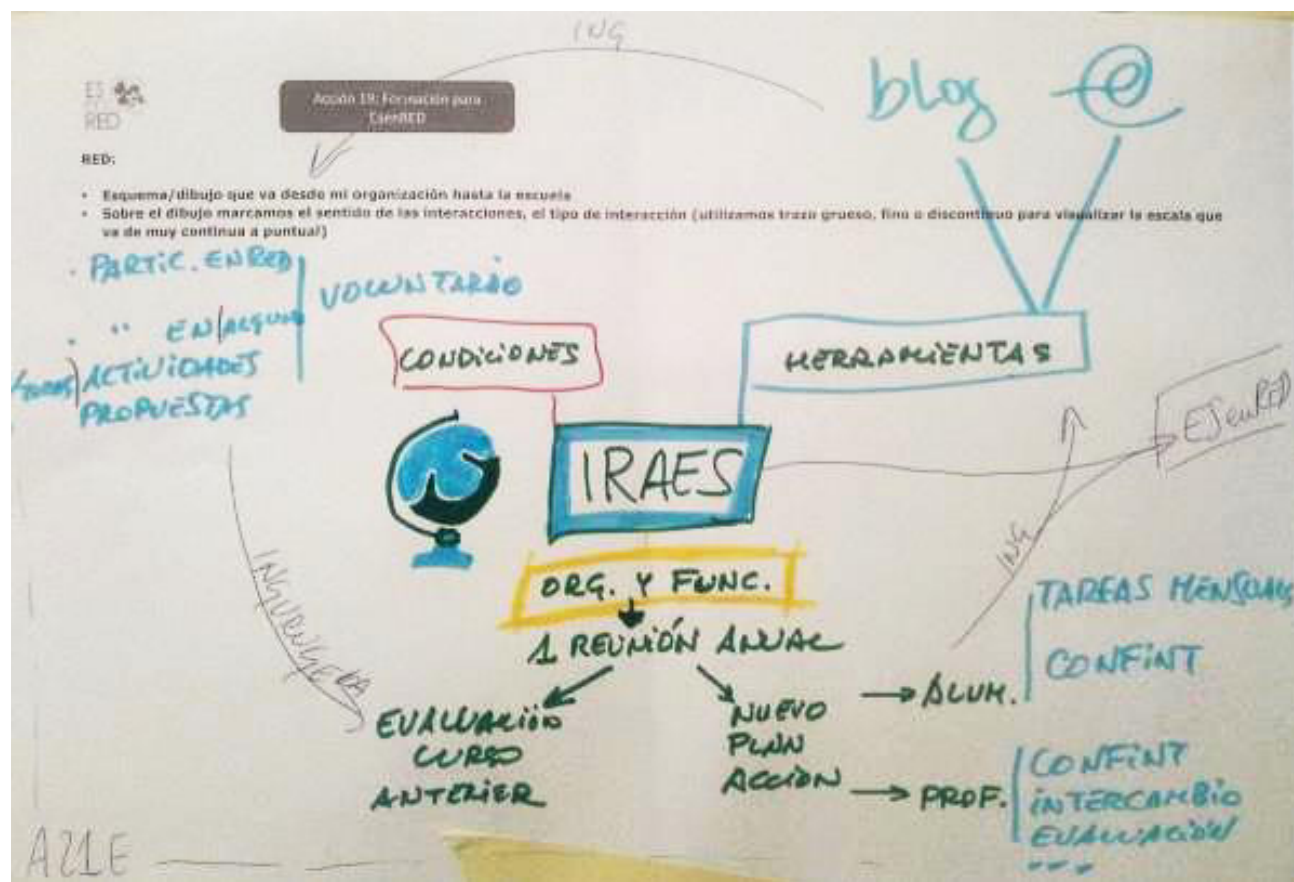 ING
blog e
ES
RED
Acción 19: Formación para
EsenRED
RED:
• Esquema/dibujo que va desde mi organización hasta la escuela
• Sobre el dibujo marcamos el sentido de las interacciones, el tipo de interacción (utilizamos trazo grueso, fino o discontinuo para visualizar la escala que
va de muy continua a puntual)
· PARTIC. EN RED
VOLUNTARIO
· " EN ALGUNA
ACTIVIDADES
PROPUESTAS
CONDICIONES
HERRAMIENTAS
ESenRED
IRAES
ORG. Y FUNC.
1 REUNIÓN ANUAL
ING
INGURUGELA
EVALUACIÓN
CURSO
ANTERIER
NUEVO
PLAN
ACCIÓN
ALUM.
TAREAS MENSUALES
CONFINT
PROF.
CONFINT
INTERCAMBIO
EVALUACIÓN
---
A21E